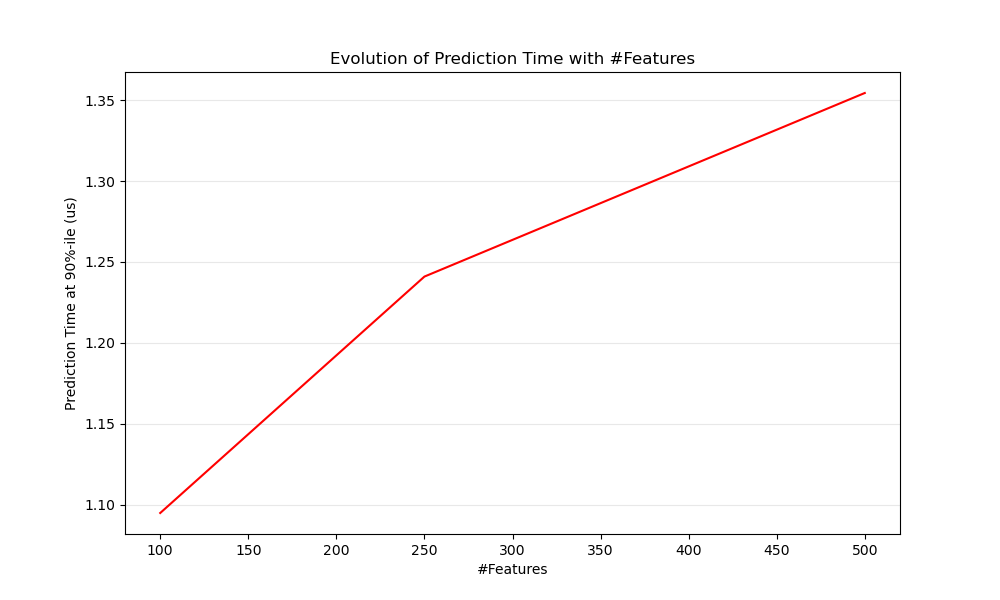 Evolution of Prediction Time with #Features
Prediction Time at 90%-ile (us)
1.35
1.30
1.25
1.20
1.15
1.10
100 150 200 250 300 350 400 450 500
#Features